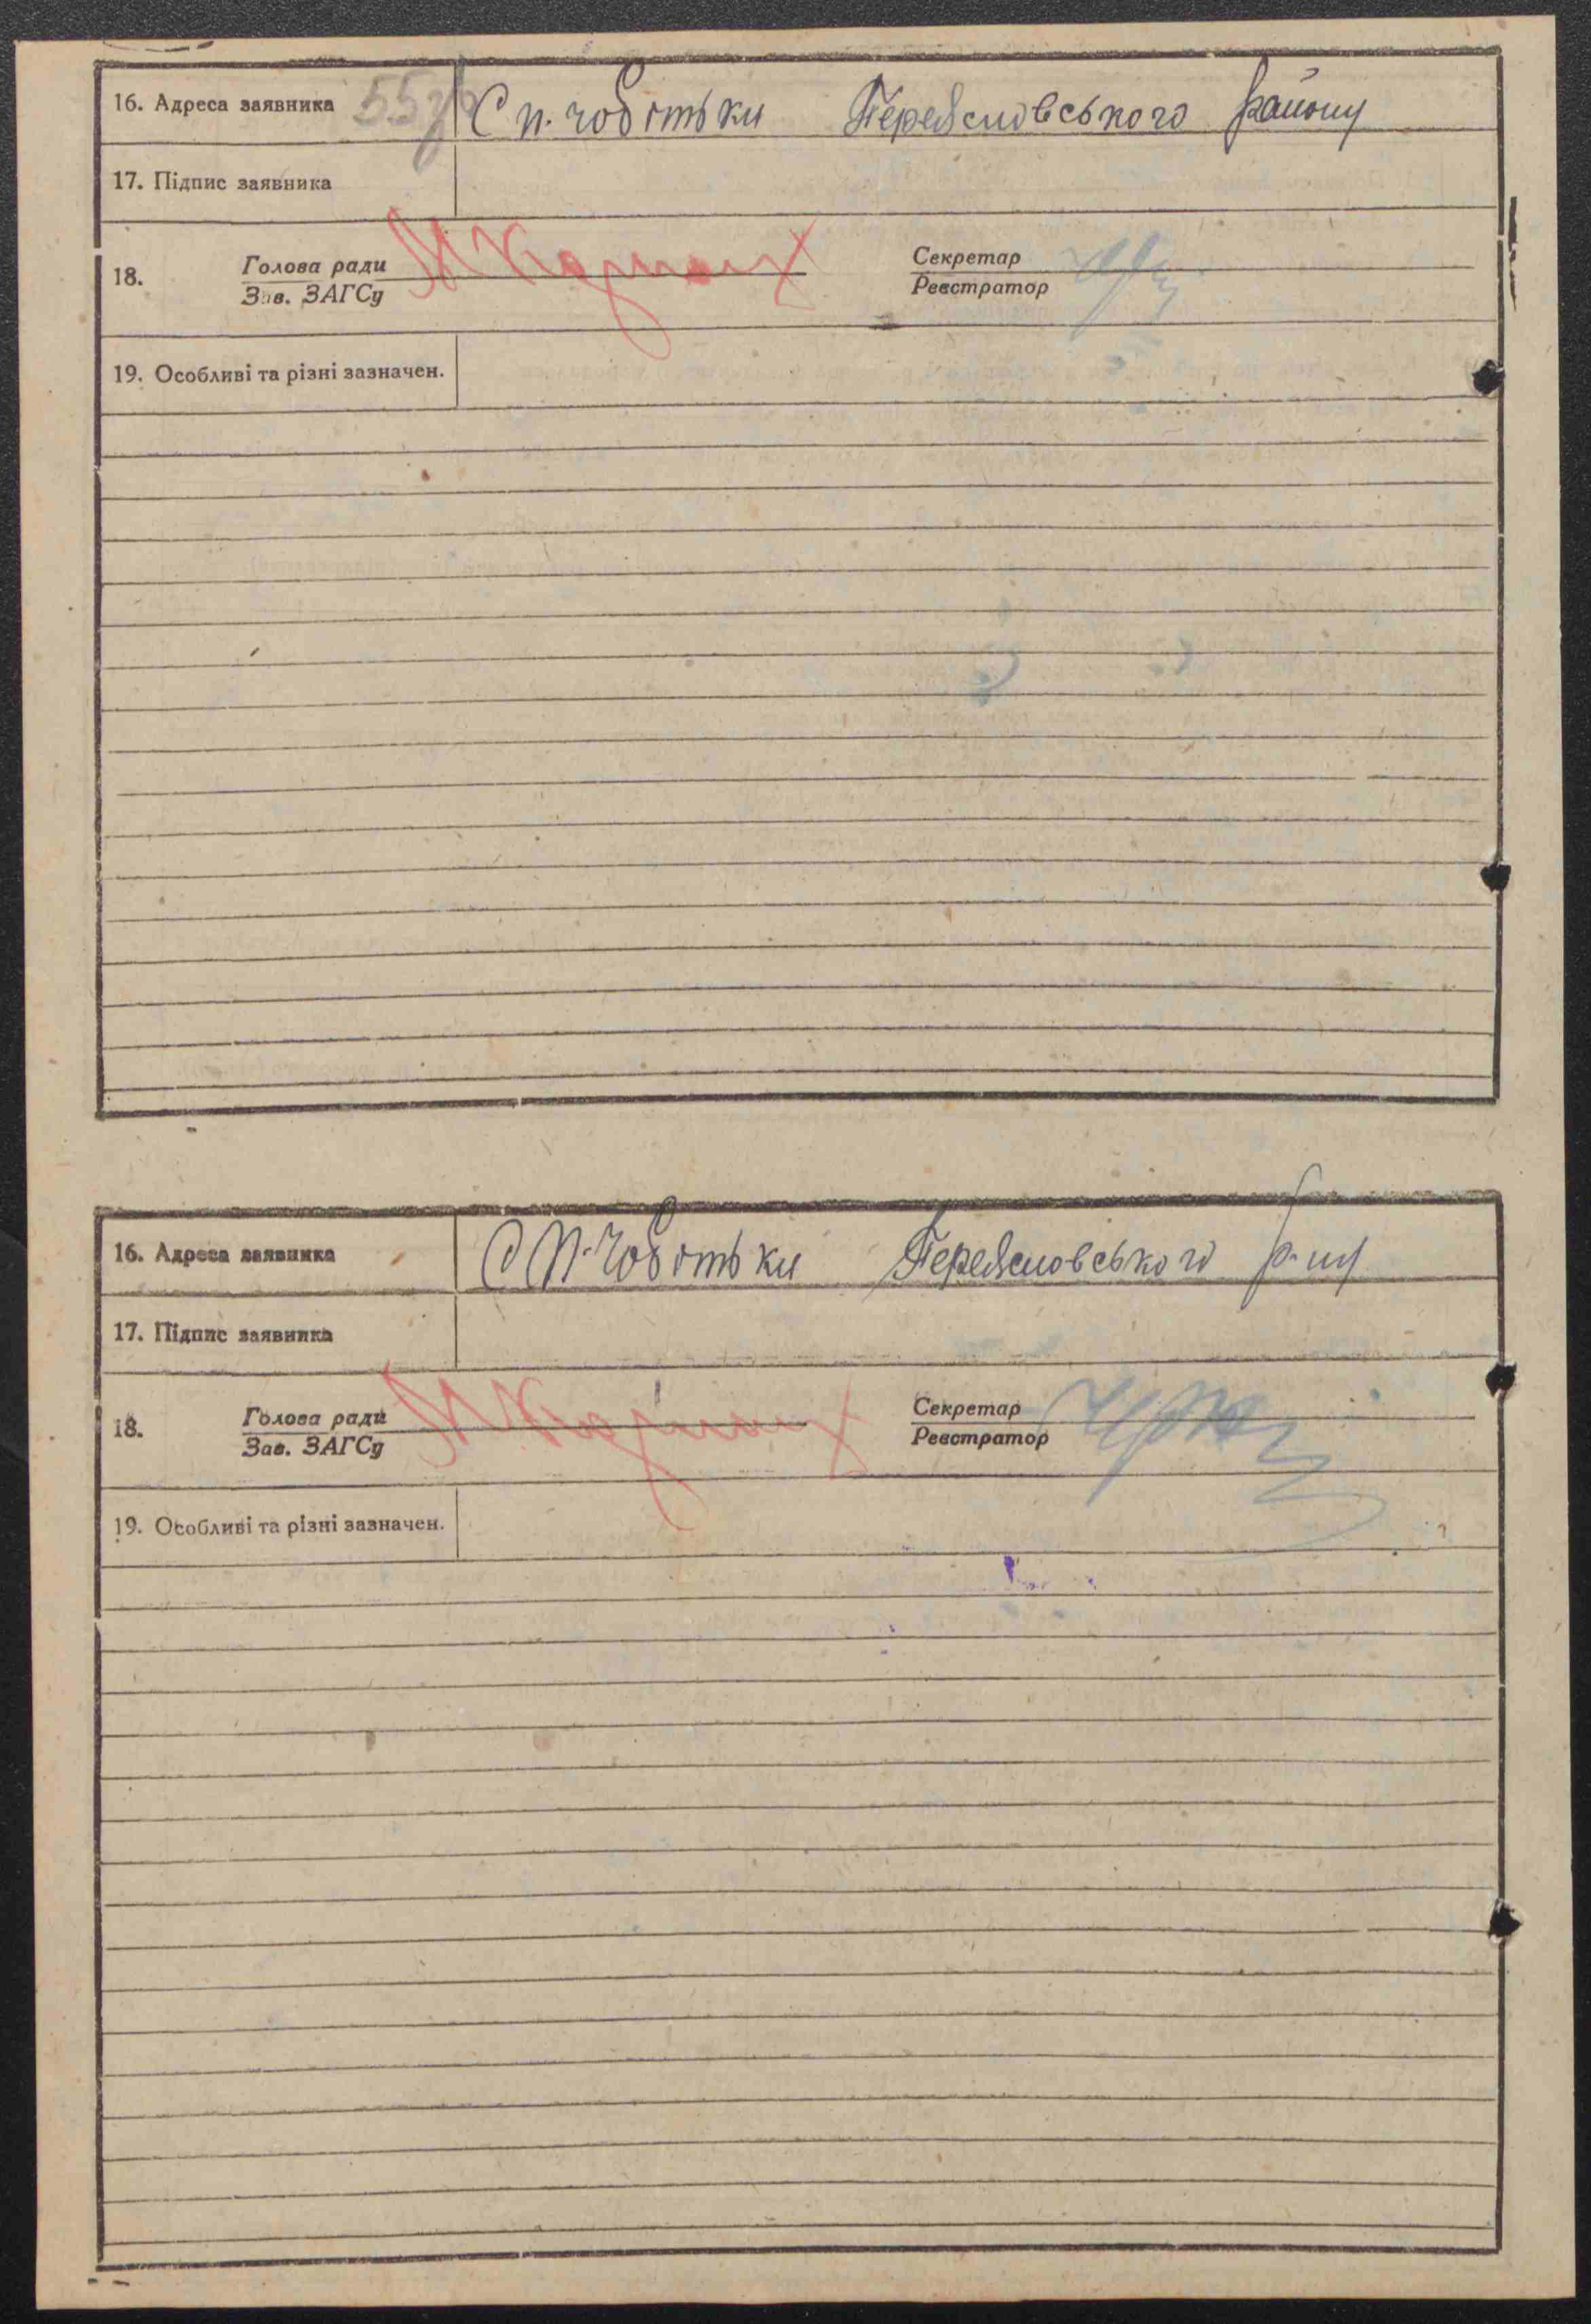 16. Адреса заявника 55зв С п. чоботьки Переяславського району
17. Підпис заявника
18. Голова ради Секретар
Зав. ЗАГСу Реєстратор
19. Особливі та різні зазначен.
16. Адреса заявника С п. Чоботьки Переяславського р-ну
17. Підпис заявника
18. Голова ради Секретар
Зав. ЗАГСу Реєстратор
19. Особливі та різні зазначен.